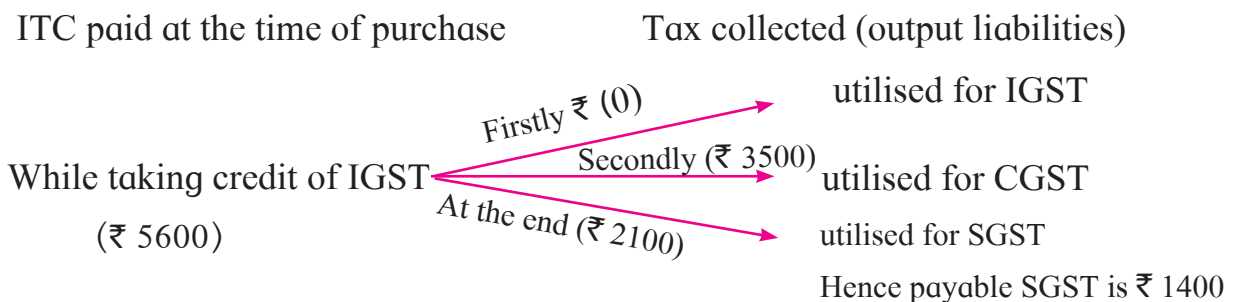 ITC paid at the time of purchase Tax collected (output liabilities)
Firstly ₹ (0) utilised for IGST
While taking credit of IGST Secondly (₹ 3500) utilised for CGST
(₹ 5600) At the end (₹ 2100) utilised for SGST
Hence payable SGST is ₹ 1400